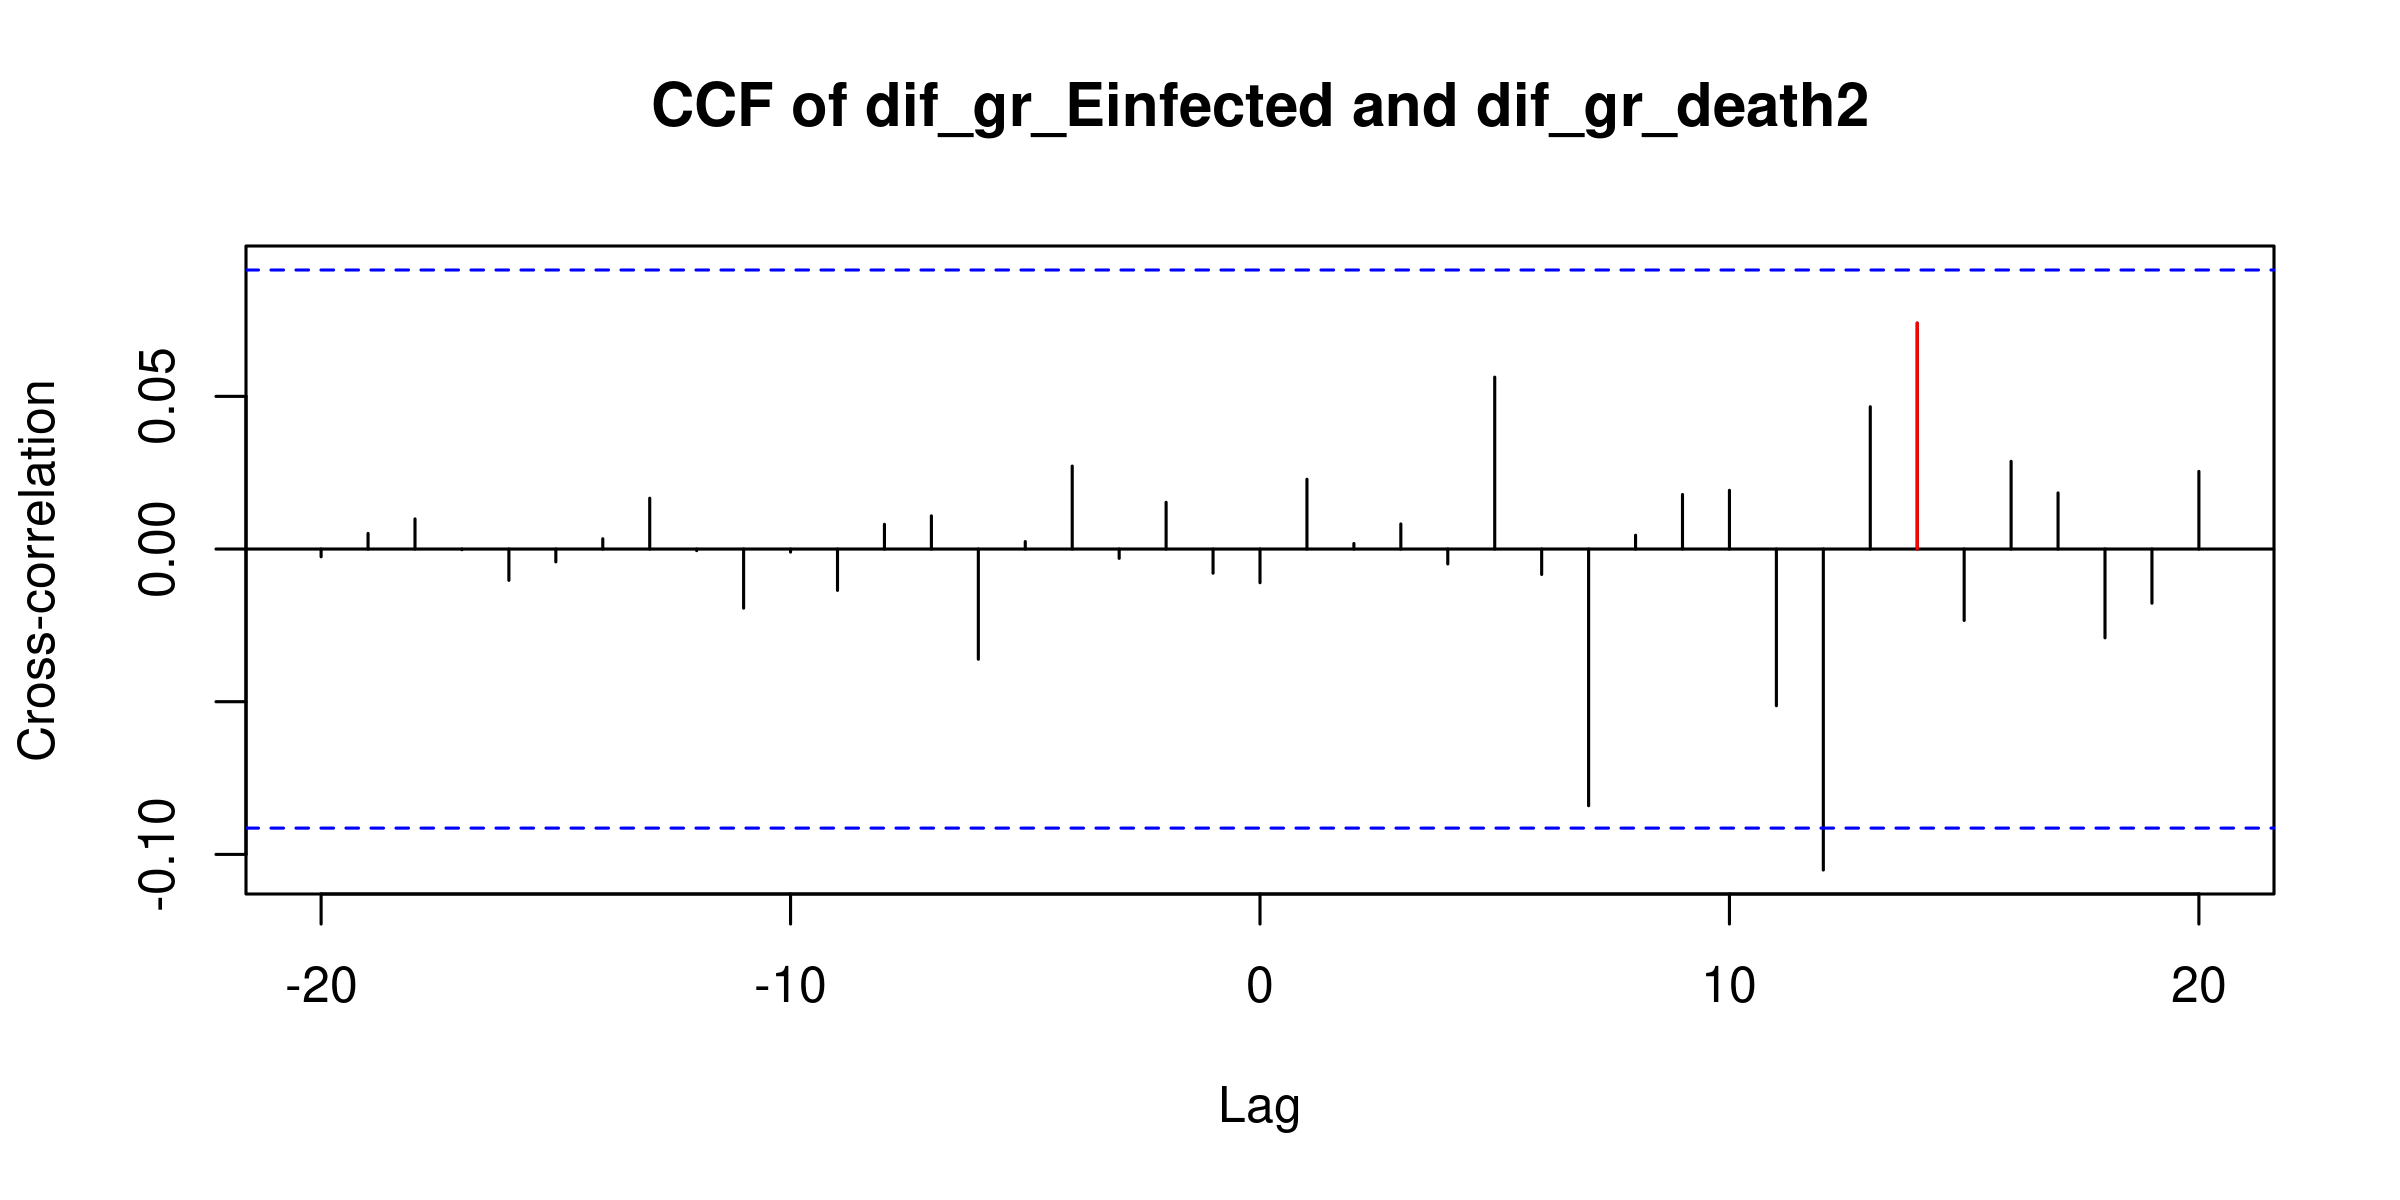 CCF of dif_gr_Einfected and dif_gr_death2
Cross-correlation
0.05
0.00
-0.10
-20 -10 0 10 20
Lag